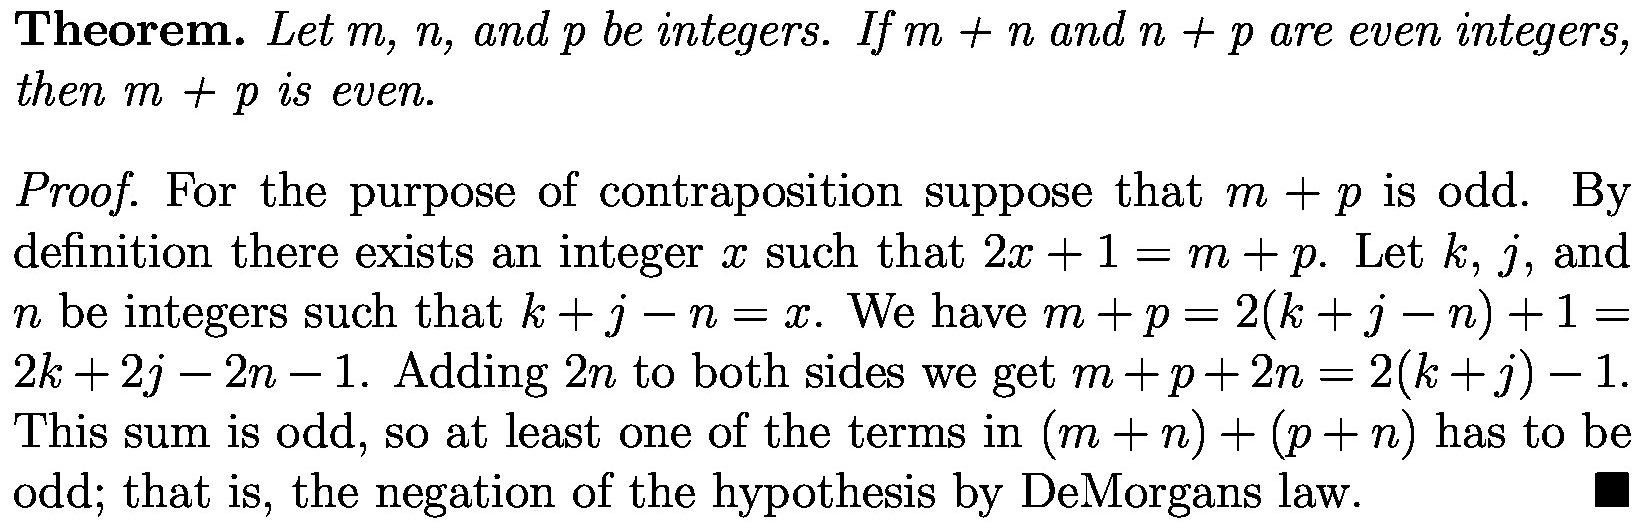 Theorem. Let m, n, and p be integers. If m + n and n + p are even integers,
then m + p is even.
Proof. For the purpose of contraposition suppose that m + p is odd. By
definition there exists an integer x such that 2x + 1 = m + p. Let k, j, and
n be integers such that k + j − n = x. We have m + p = 2(k + j − n) + 1 =
2k + 2j − 2n − 1. Adding 2n to both sides we get m + p + 2n = 2(k + j) − 1.
This sum is odd, so at least one of the terms in (m + n) + (p + n) has to be
odd; that is, the negation of the hypothesis by DeMorgans law. ■